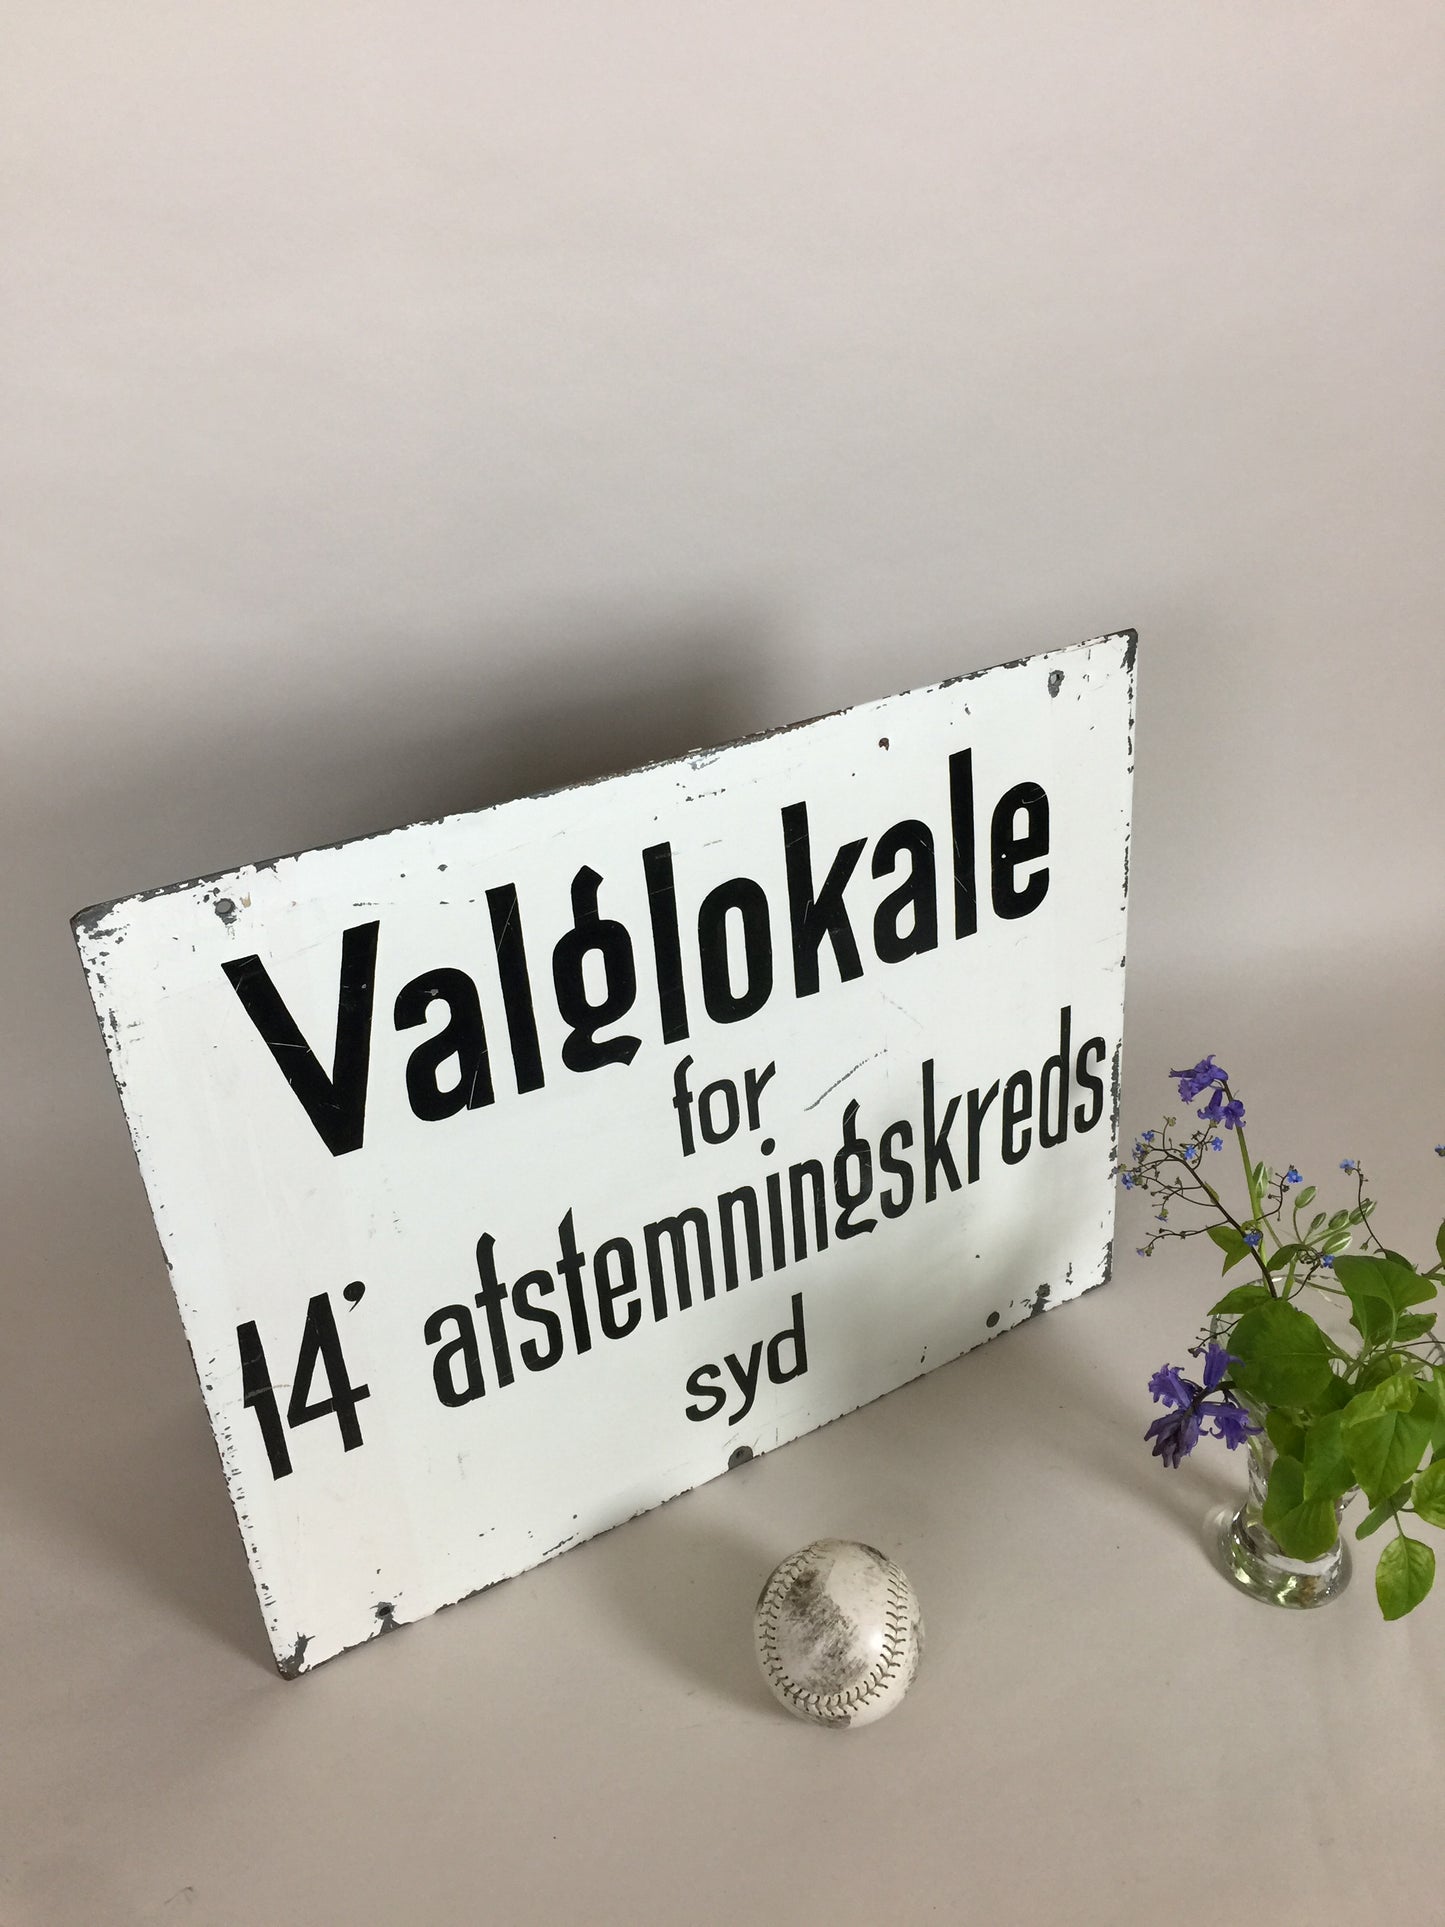 Valglokale
for
14' afstemningskreds
syd